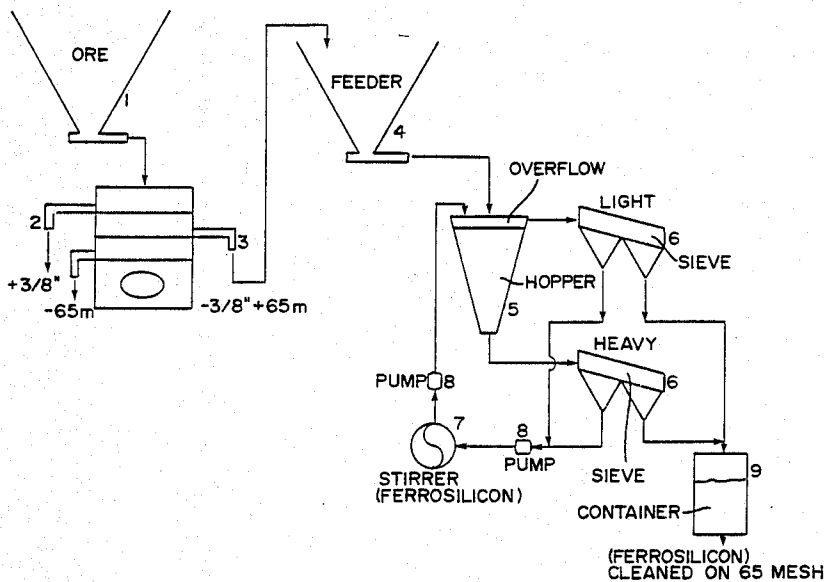 ORE
1
2
+3/8"
-65m
3
-3/8"+65m
FEEDER
4
OVERFLOW
LIGHT
6
SIEVE
HOPPER
5
HEAVY
6
SIEVE
PUMP 8
7
STIRRER
(FERROSILICON)
8
PUMP
9
CONTAINER
(FERROSILICON)
CLEANED ON 65 MESH